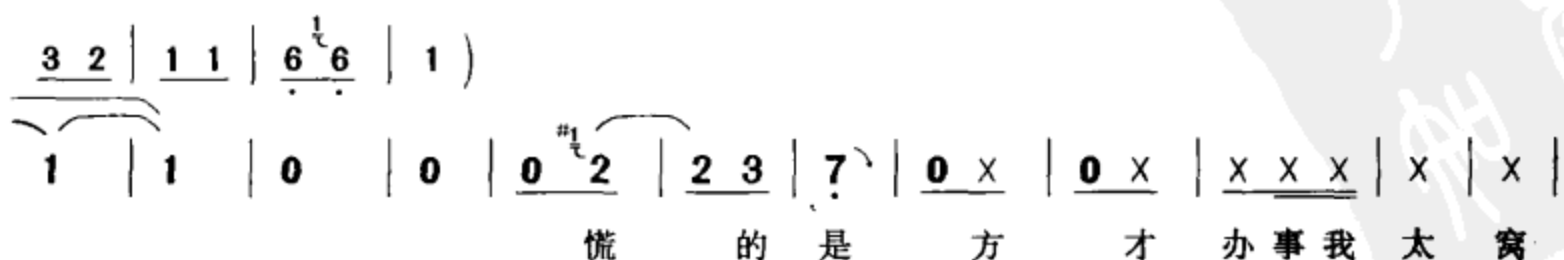 3 2 | 1 1 | 6 1 6 | 1 )
1 | 1 | 0 | 0 | 0 #1 2 | 2 3 | 7 | 0 X | 0 X | X X X | X | X |
慌 的 是 方 才 办 事 我 太 窝